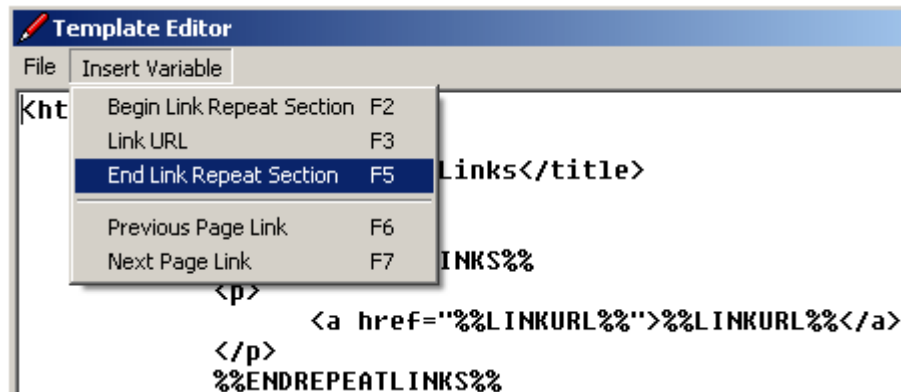 Template Editor
File Insert Variable
<ht
Begin Link Repeat Section F2
Link URL F3
End Link Repeat Section F5
Links</title>
Previous Page Link F6
Next Page Link F7
INKS%%
<p>
<a href="%%LINKURL%%">%%LINKURL%%</a>
</p>
%%ENDREPEATLINKS%%